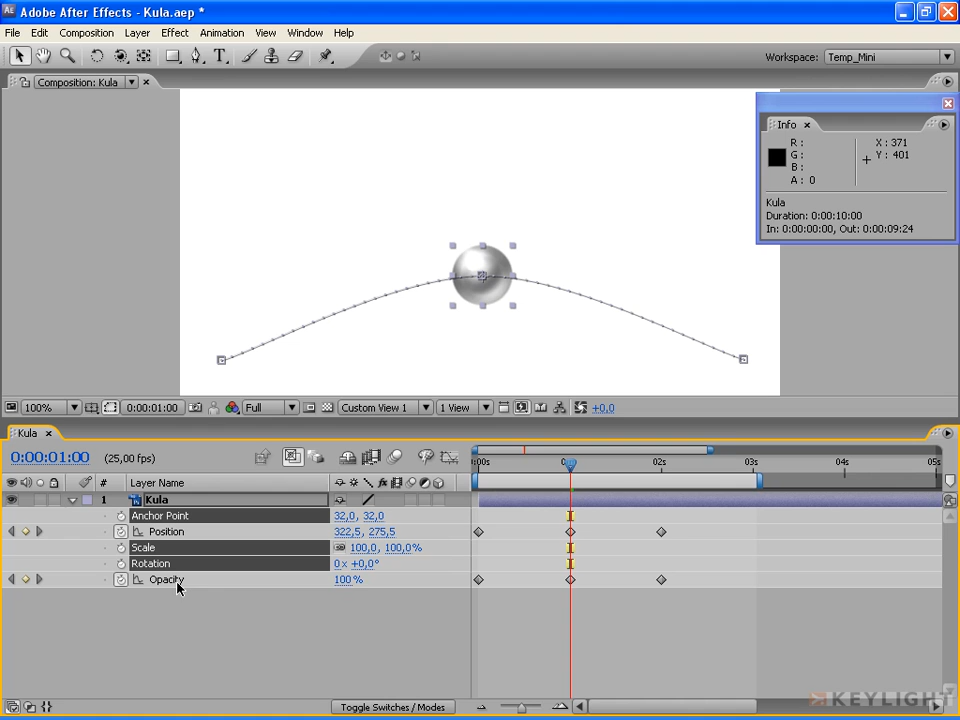 Adobe After Effects - Kula.aep *
File Edit Composition Layer Effect Animation View Window Help
Workspace: Temp_Mini
Composition: Kula
Info
R:
G:
B:
A: 0
X: 371
Y: 401
Kula
Duration: 0:00:10:00
In: 0:00:00:00, Out: 0:00:09:24
100% 0:00:01:00 Full Custom View 1 1 View +0,0
Kula
0:00:01:00 (25,00 fps)
02s 03s 04s 05s
# Layer Name
1 Kula
Anchor Point 32,0, 32,0
Position 322,5, 275,5
Scale 100,0, 100,0%
Rotation 0x +0,0°
Opacity 100%
Toggle Switches / Modes
KEYLIGHT